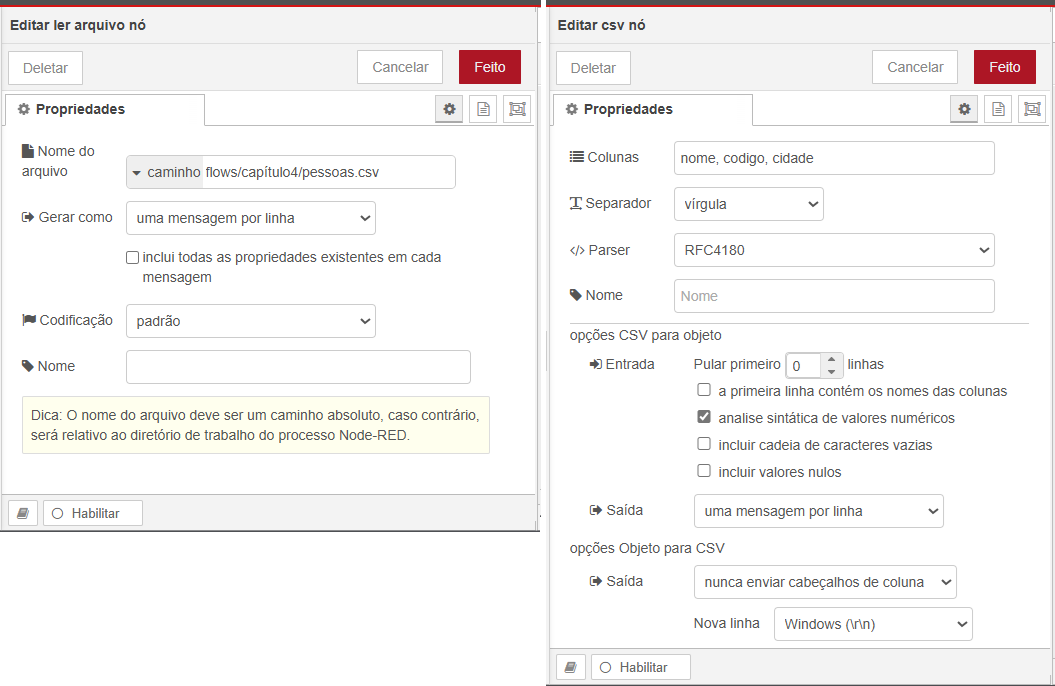 Editar ler arquivo nó
Deletar
Cancelar
Feito
Propriedades
Nome do
arquivo
caminho flows/capítulo4/pessoas.csv
Gerar como
uma mensagem por linha
inclui todas as propriedades existentes em cada
mensagem
Codificação
padrão
Nome
Dica: O nome do arquivo deve ser um caminho absoluto, caso contrário,
será relativo ao diretório de trabalho do processo Node-RED.
Habilitar
Editar csv nó
Deletar
Cancelar
Feito
Propriedades
Colunas
nome, codigo, cidade
Separador
vírgula
</> Parser
RFC4180
Nome
Nome
opções CSV para objeto
Entrada
Pular primeiro 0 linhas
a primeira linha contém os nomes das colunas
analise sintática de valores numéricos
incluir cadeia de caracteres vazias
incluir valores nulos
Saída
uma mensagem por linha
opções Objeto para CSV
Saída
nunca enviar cabeçalhos de coluna
Nova linha
Windows (\r\n)
Habilitar